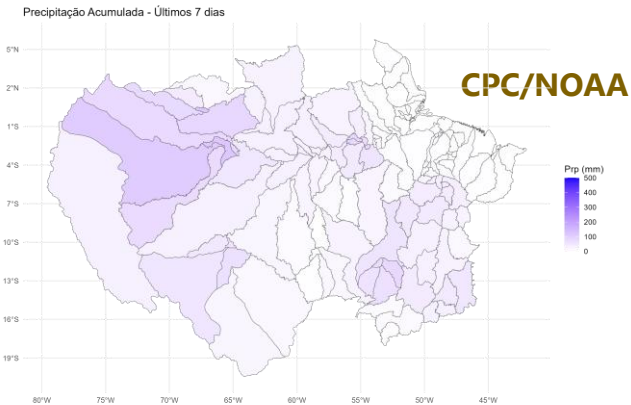 Precipitação Acumulada - Últimos 7 dias
CPC/NOAA
5°N
2°N
1°S
4°S
7°S
10°S
13°S
16°S
19°S
80°W 75°W 70°W 65°W 60°W 55°W 50°W 45°W
Prp (mm)
500
400
300
200
100
0